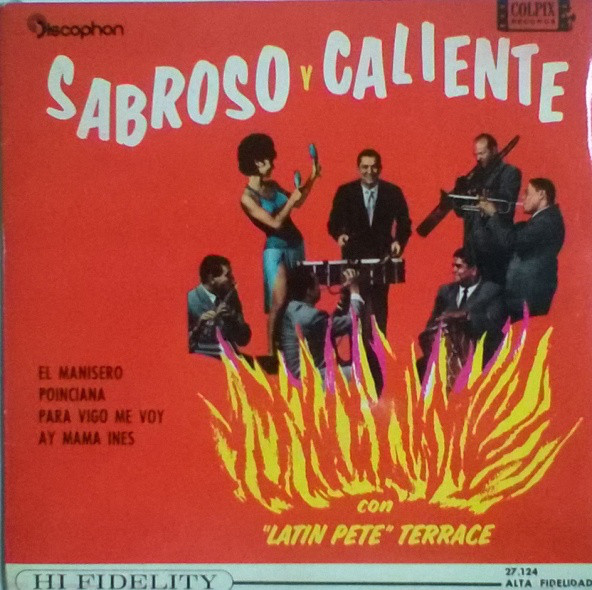 Discophon
COLPIX
RECORDS
SABROSO Y CALIENTE
EL MANISERO
POINCIANA
PARA VIGO ME VOY
AY MAMA INES
con
"LATIN PETE" TERRACE
HI FIDELITY
27.124
ALTA FIDELIDAD